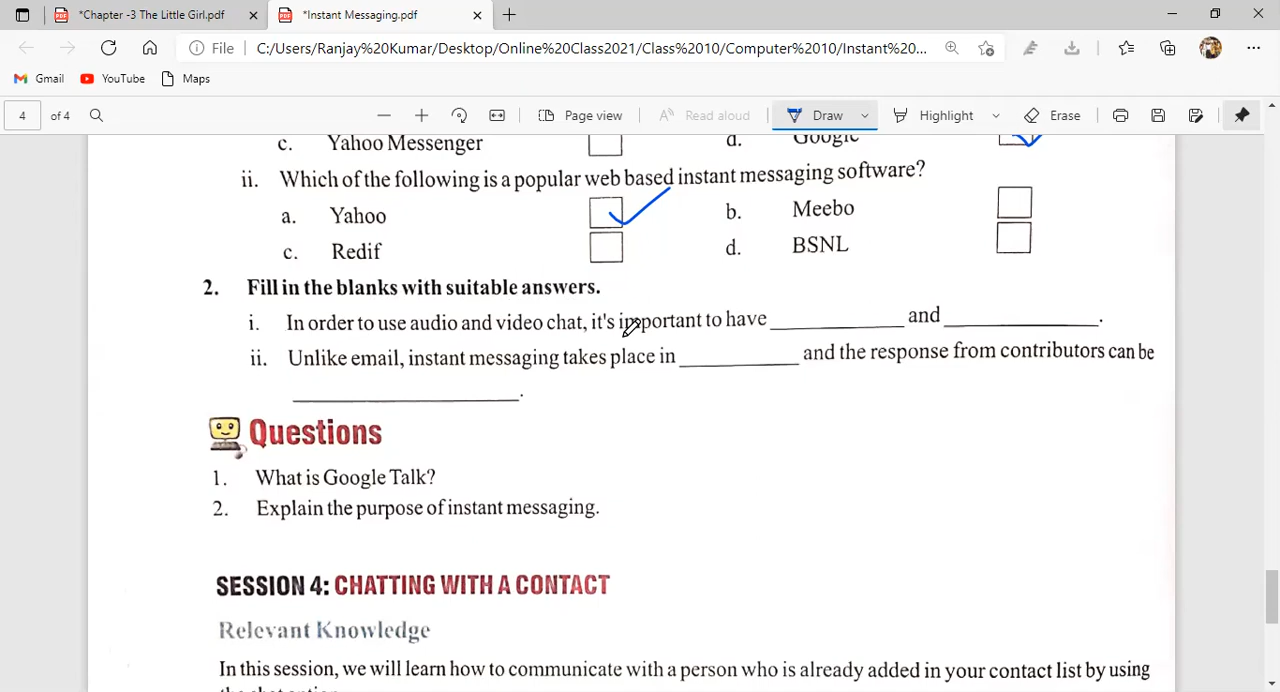 *Chapter -3 The Little Girl.pdf
*Instant Messaging.pdf
File C:/Users/Ranjay%20Kumar/Desktop/Online%20Class2021/Class%2010/Computer%2010/Instant%20...
Gmail YouTube Maps
4 of 4 Page view Read aloud Draw Highlight Erase
c. Yahoo Messenger d. Google
ii. Which of the following is a popular web based instant messaging software?
a. Yahoo b. Meebo
c. Redif d. BSNL
2. Fill in the blanks with suitable answers.
i. In order to use audio and video chat, it's important to have ____________ and ____________.
ii. Unlike email, instant messaging takes place in ____________ and the response from contributors can be
____________.
Questions
1. What is Google Talk?
2. Explain the purpose of instant messaging.
SESSION 4: CHATTING WITH A CONTACT
Relevant Knowledge
In this session, we will learn how to communicate with a person who is already added in your contact list by using